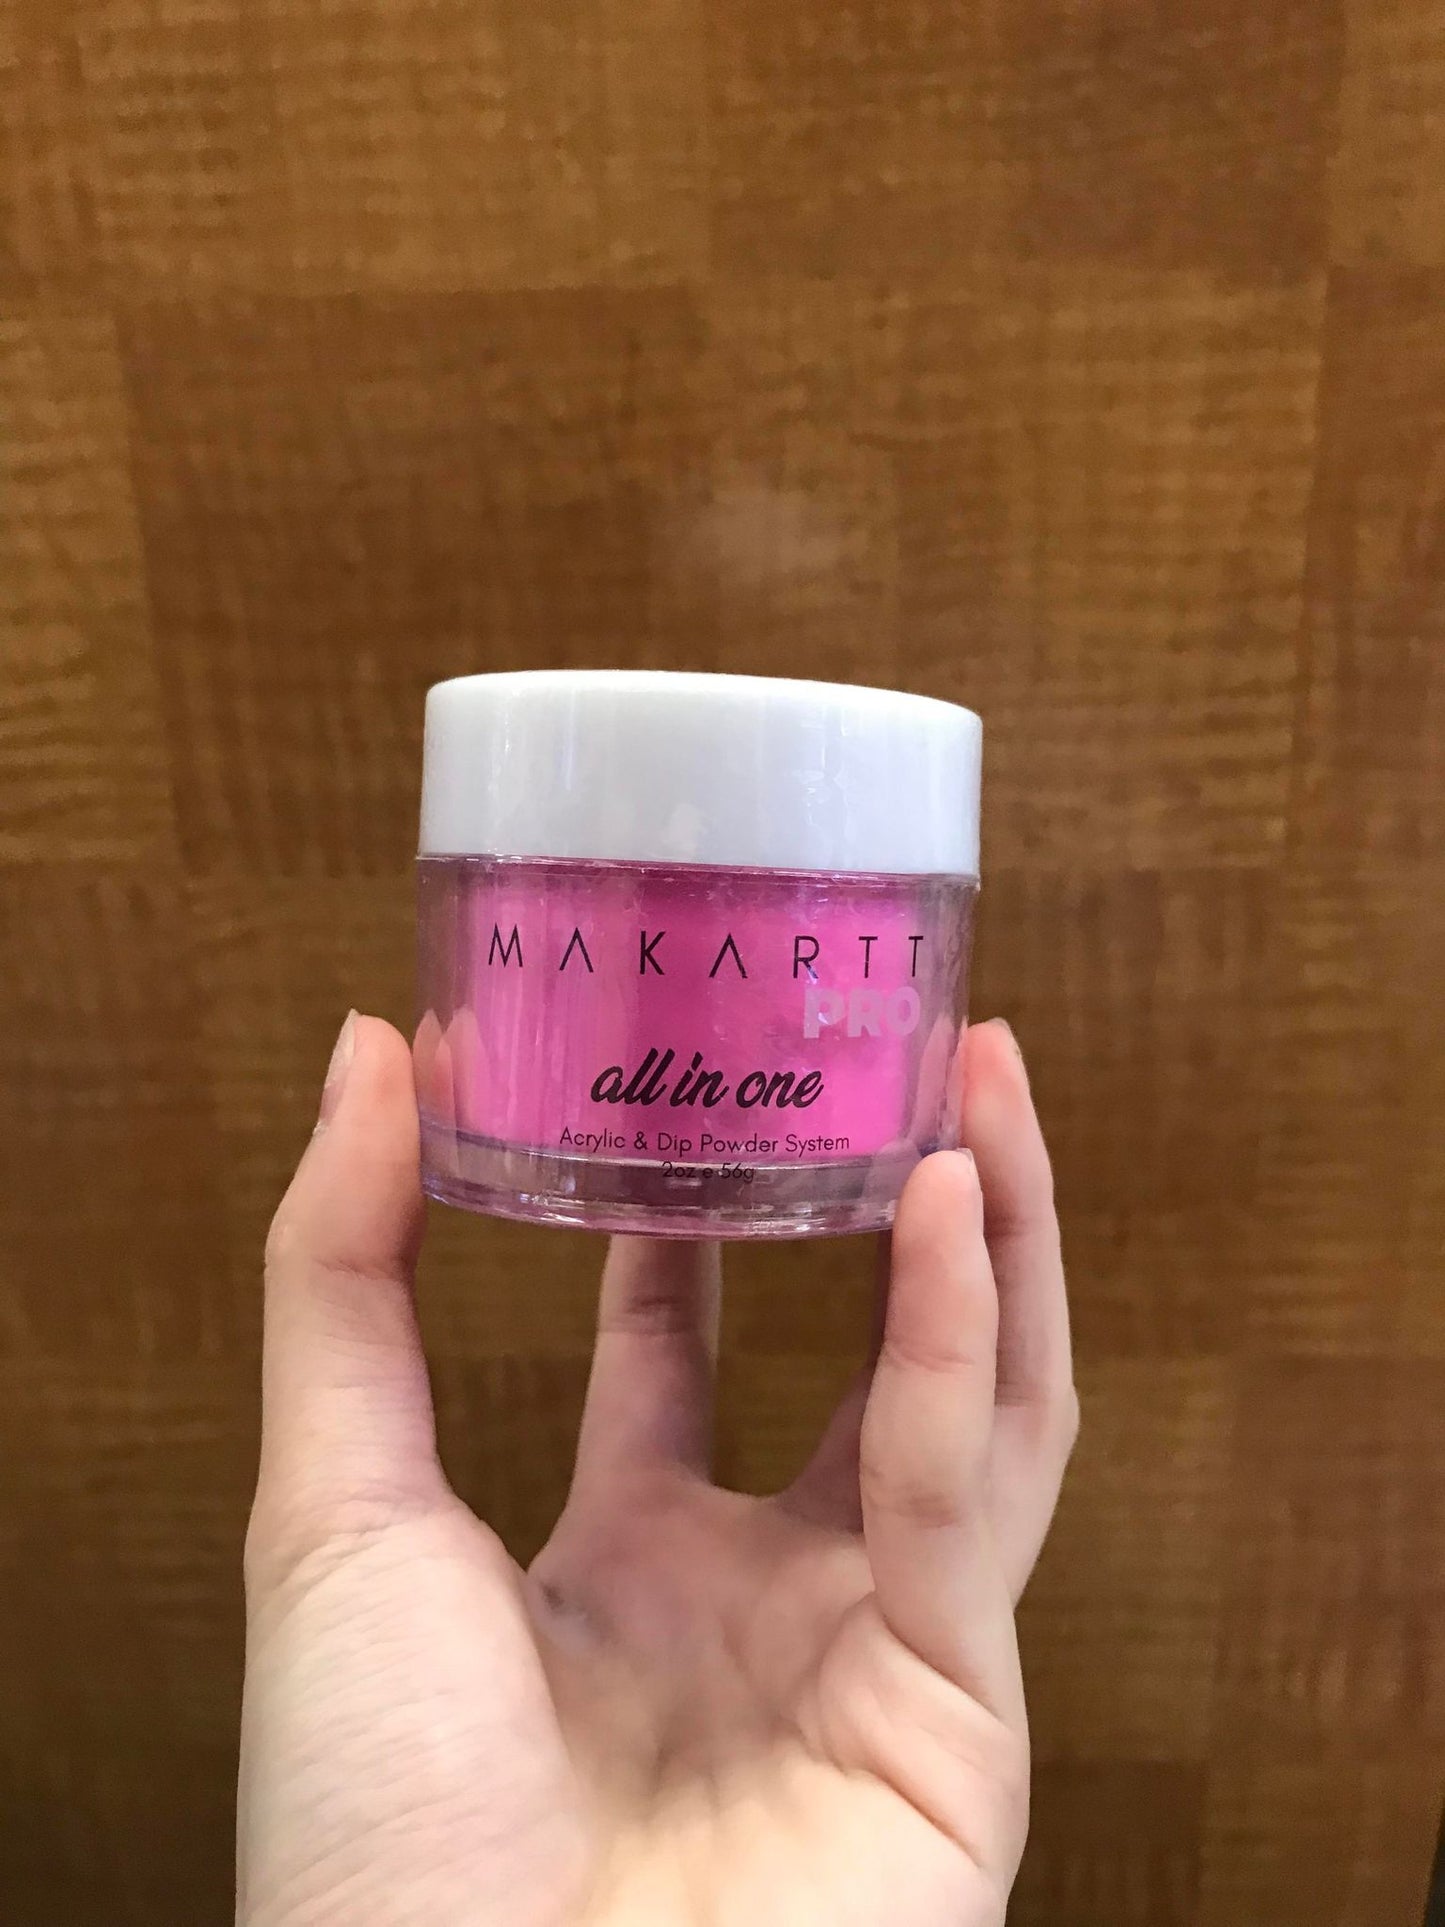 MAKARTT
PRO
all in one
Acrylic & Dip Powder System
2oz e 56g